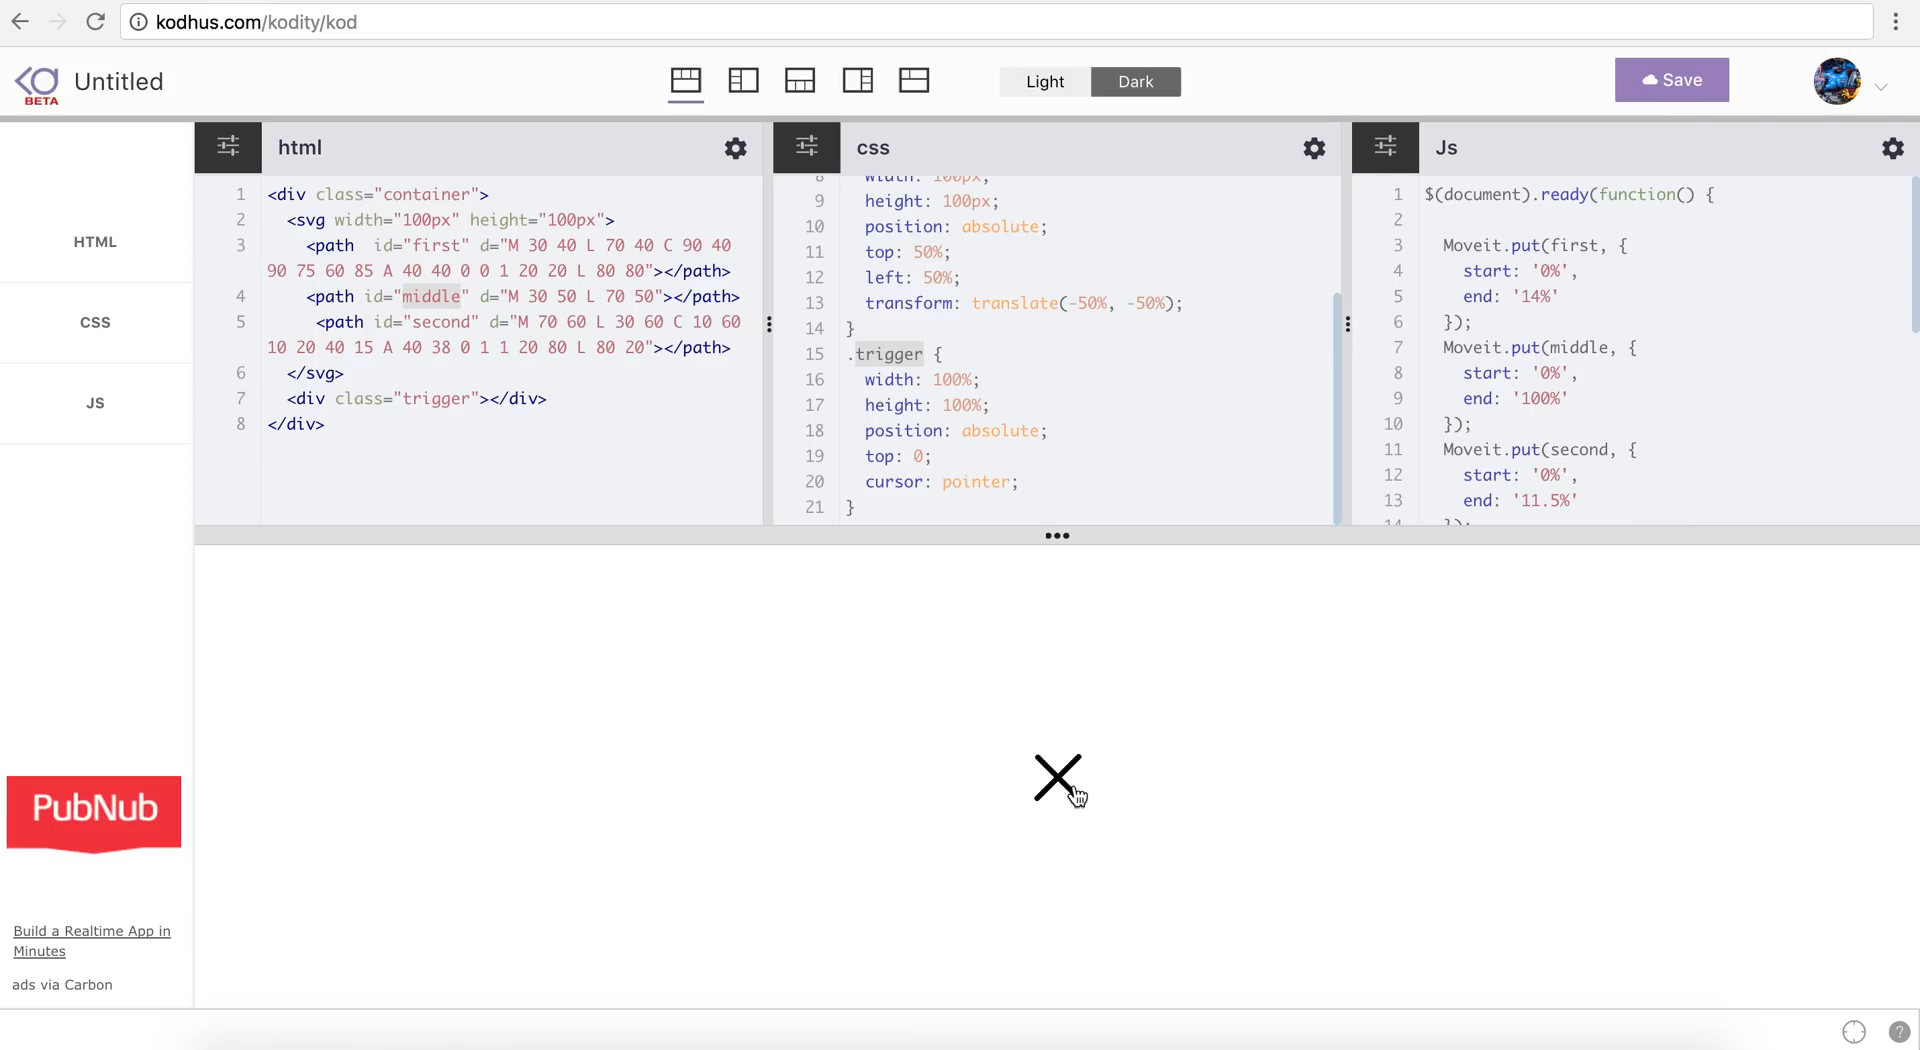 kodhus.com/kodity/kod
BETA
Untitled
Light
Dark
Save
HTML
CSS
JS
html
1 <div class="container">
2 <svg width="100px" height="100px">
3 <path id="first" d="M 30 40 L 70 40 C 90 40
90 75 60 85 A 40 40 0 0 1 20 20 L 80 80"></path>
4 <path id="middle" d="M 30 50 L 70 50"></path>
5 <path id="second" d="M 70 60 L 30 60 C 10 60
10 20 40 15 A 40 38 0 1 1 20 80 L 80 20"></path>
6 </svg>
7 <div class="trigger"></div>
8 </div>
css
8 width: 100px;
9 height: 100px;
10 position: absolute;
11 top: 50%;
12 left: 50%;
13 transform: translate(-50%, -50%);
14 }
15 .trigger {
16 width: 100%;
17 height: 100%;
18 position: absolute;
19 top: 0;
20 cursor: pointer;
21 }
Js
1 $(document).ready(function() {
2
3 Moveit.put(first, {
4 start: '0%',
5 end: '14%'
6 });
7 Moveit.put(middle, {
8 start: '0%',
9 end: '100%'
10 });
11 Moveit.put(second, {
12 start: '0%',
13 end: '11.5%'
14 });
PubNub
Build a Realtime App in
Minutes
ads via Carbon